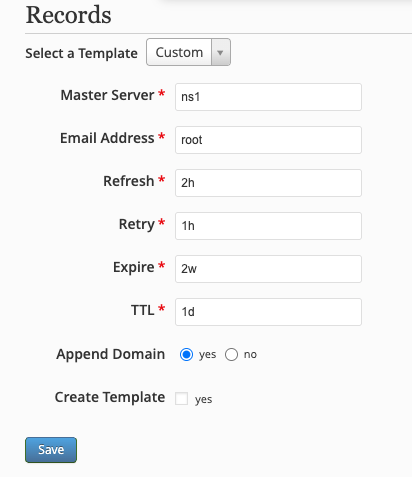 Records
Select a Template Custom
Master Server * ns1
Email Address * root
Refresh * 2h
Retry * 1h
Expire * 2w
TTL * 1d
Append Domain yes no
Create Template yes
Save